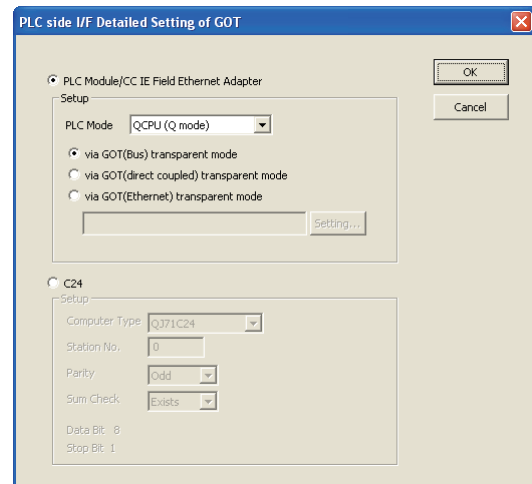 PLC side I/F Detailed Setting of GOT
PLC Module/CC IE Field Ethernet Adapter
OK
Cancel
Setup
PLC Mode QCPU (Q mode)
via GOT(Bus) transparent mode
via GOT(direct coupled) transparent mode
via GOT(Ethernet) transparent mode
Setting...
C24
Setup
Computer Type QJ71C24
Station No. 0
Parity Odd
Sum Check Exists
Data Bit 8
Stop Bit 1